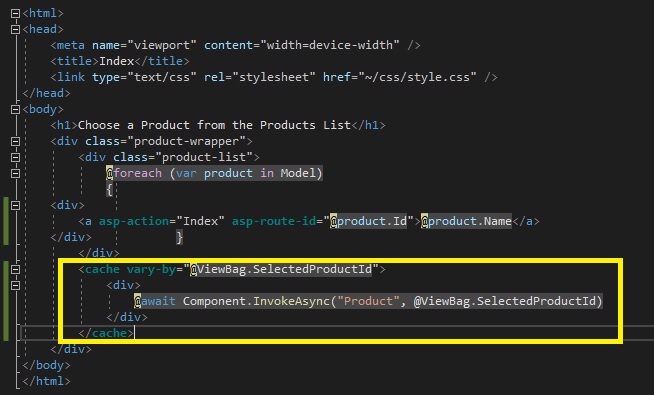 <html>
<head>
<meta name="viewport" content="width=device-width" />
<title>Index</title>
<link type="text/css" rel="stylesheet" href="~/css/style.css" />
</head>
<body>
<h1>Choose a Product from the Products List</h1>
<div class="product-wrapper">
<div class="product-list">
@foreach (var product in Model)
{
<div>
<a asp-action="Index" asp-route-id="@product.Id">@product.Name</a>
</div> }
</div>
<cache vary-by="@ViewBag.SelectedProductId">
<div>
@await Component.InvokeAsync("Product", @ViewBag.SelectedProductId)
</div>
</cache>
</div>
</body>
</html>